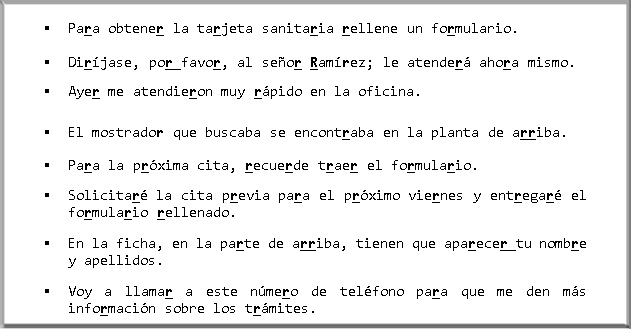 ▪ Para obtener la tarjeta sanitaria rellene un formulario.
▪ Diríjase, por favor, al señor Ramírez; le atenderá ahora mismo.
▪ Ayer me atendieron muy rápido en la oficina.
▪ El mostrador que buscaba se encontraba en la planta de arriba.
▪ Para la próxima cita, recuerde traer el formulario.
▪ Solicitaré la cita previa para el próximo viernes y entregaré el
formulario rellenado.
▪ En la ficha, en la parte de arriba, tienen que aparecer tu nombre
y apellidos.
▪ Voy a llamar a este número de teléfono para que me den más
información sobre los trámites.